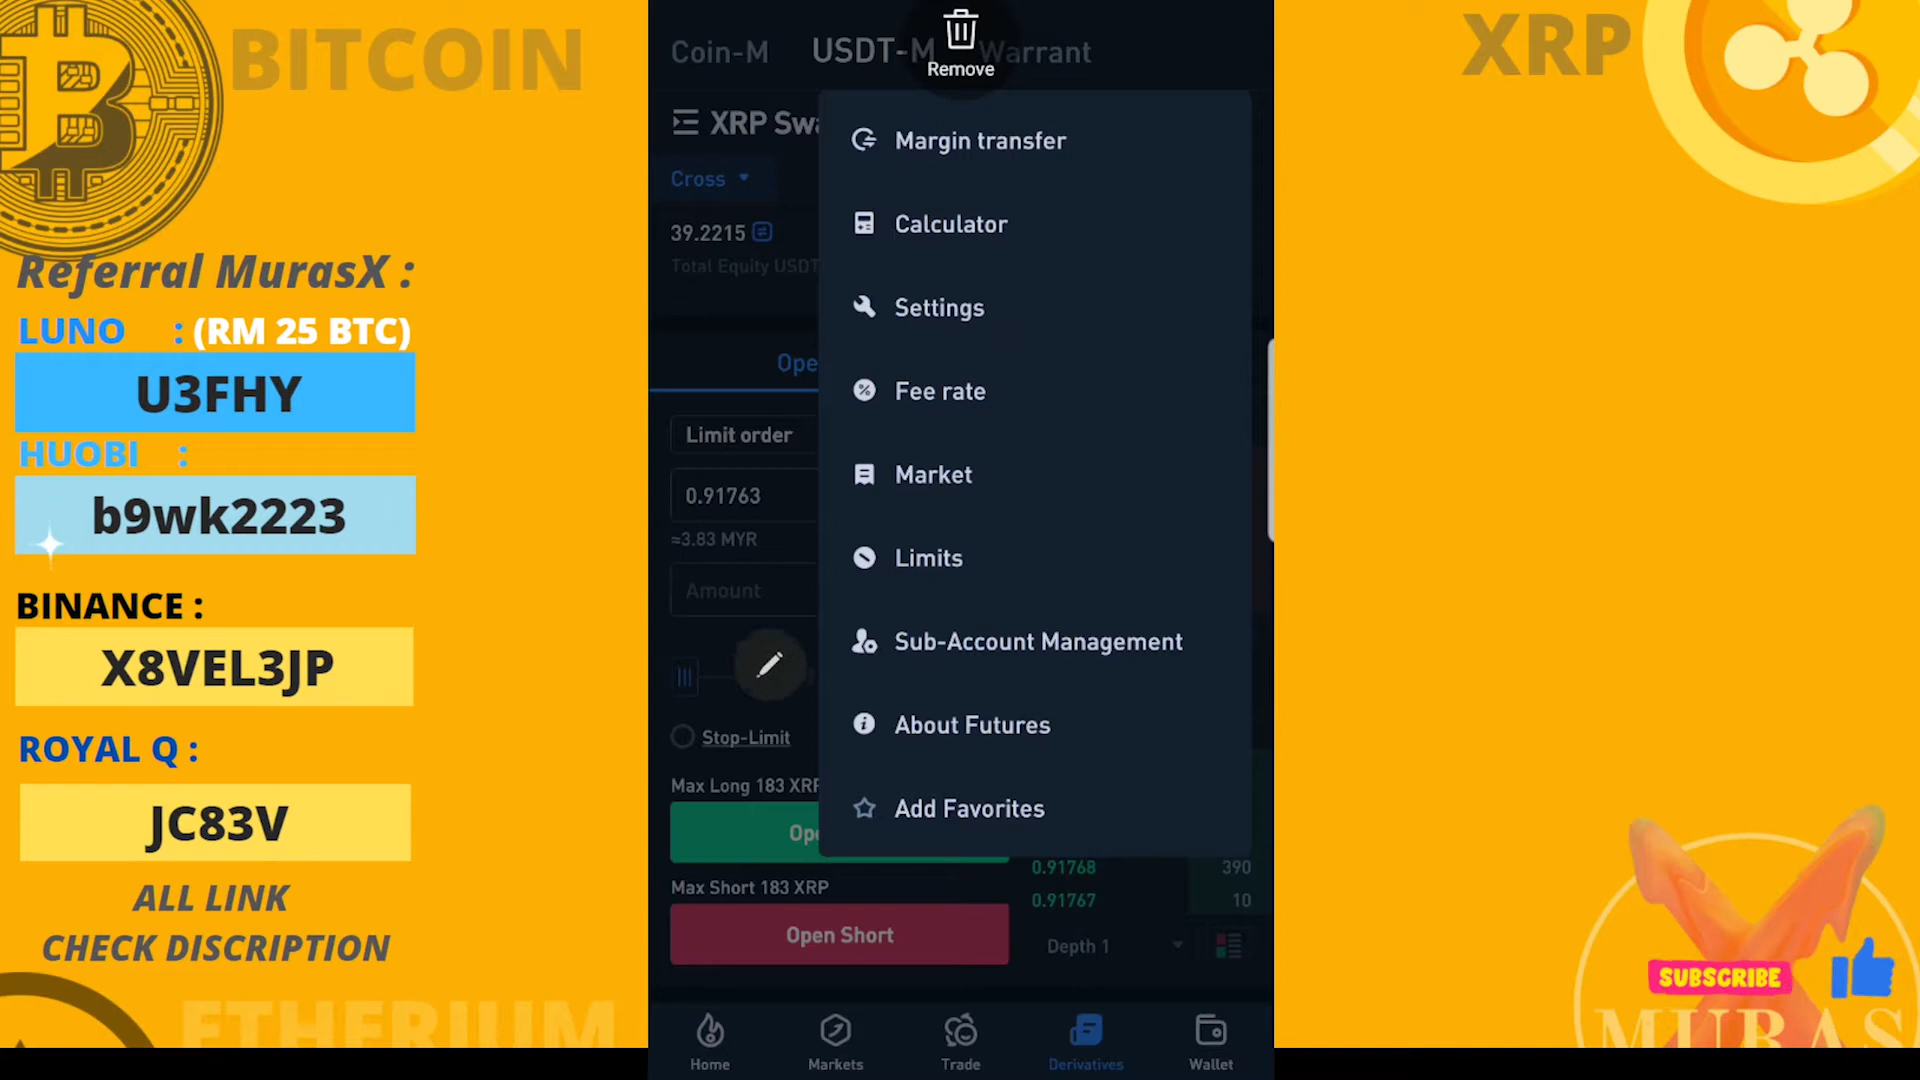 BITCOIN
XRP
Referral MurasX :
LUNO : (RM 25 BTC)
U3FHY
HUOBI :
b9wk2223
BINANCE :
X8VEL3JP
ROYAL Q :
JC83V
ALL LINK
CHECK DISCRIPTION
ETHERIUM
Coin-M
USDT-M
Warrant
Remove
XRP Swa
Cross
39.2215
Total Equity USDT
Ope
Limit order
0.91763
≈3.83 MYR
Amount
Stop-Limit
Max Long 183 XRP
Ope
Max Short 183 XRP
Open Short
Margin transfer
Calculator
Settings
Fee rate
Market
Limits
Sub-Account Management
About Futures
Add Favorites
0.91768 390
0.91767 10
Depth 1
Home
Markets
Trade
Derivatives
Wallet
SUBSCRIBE
MURAS